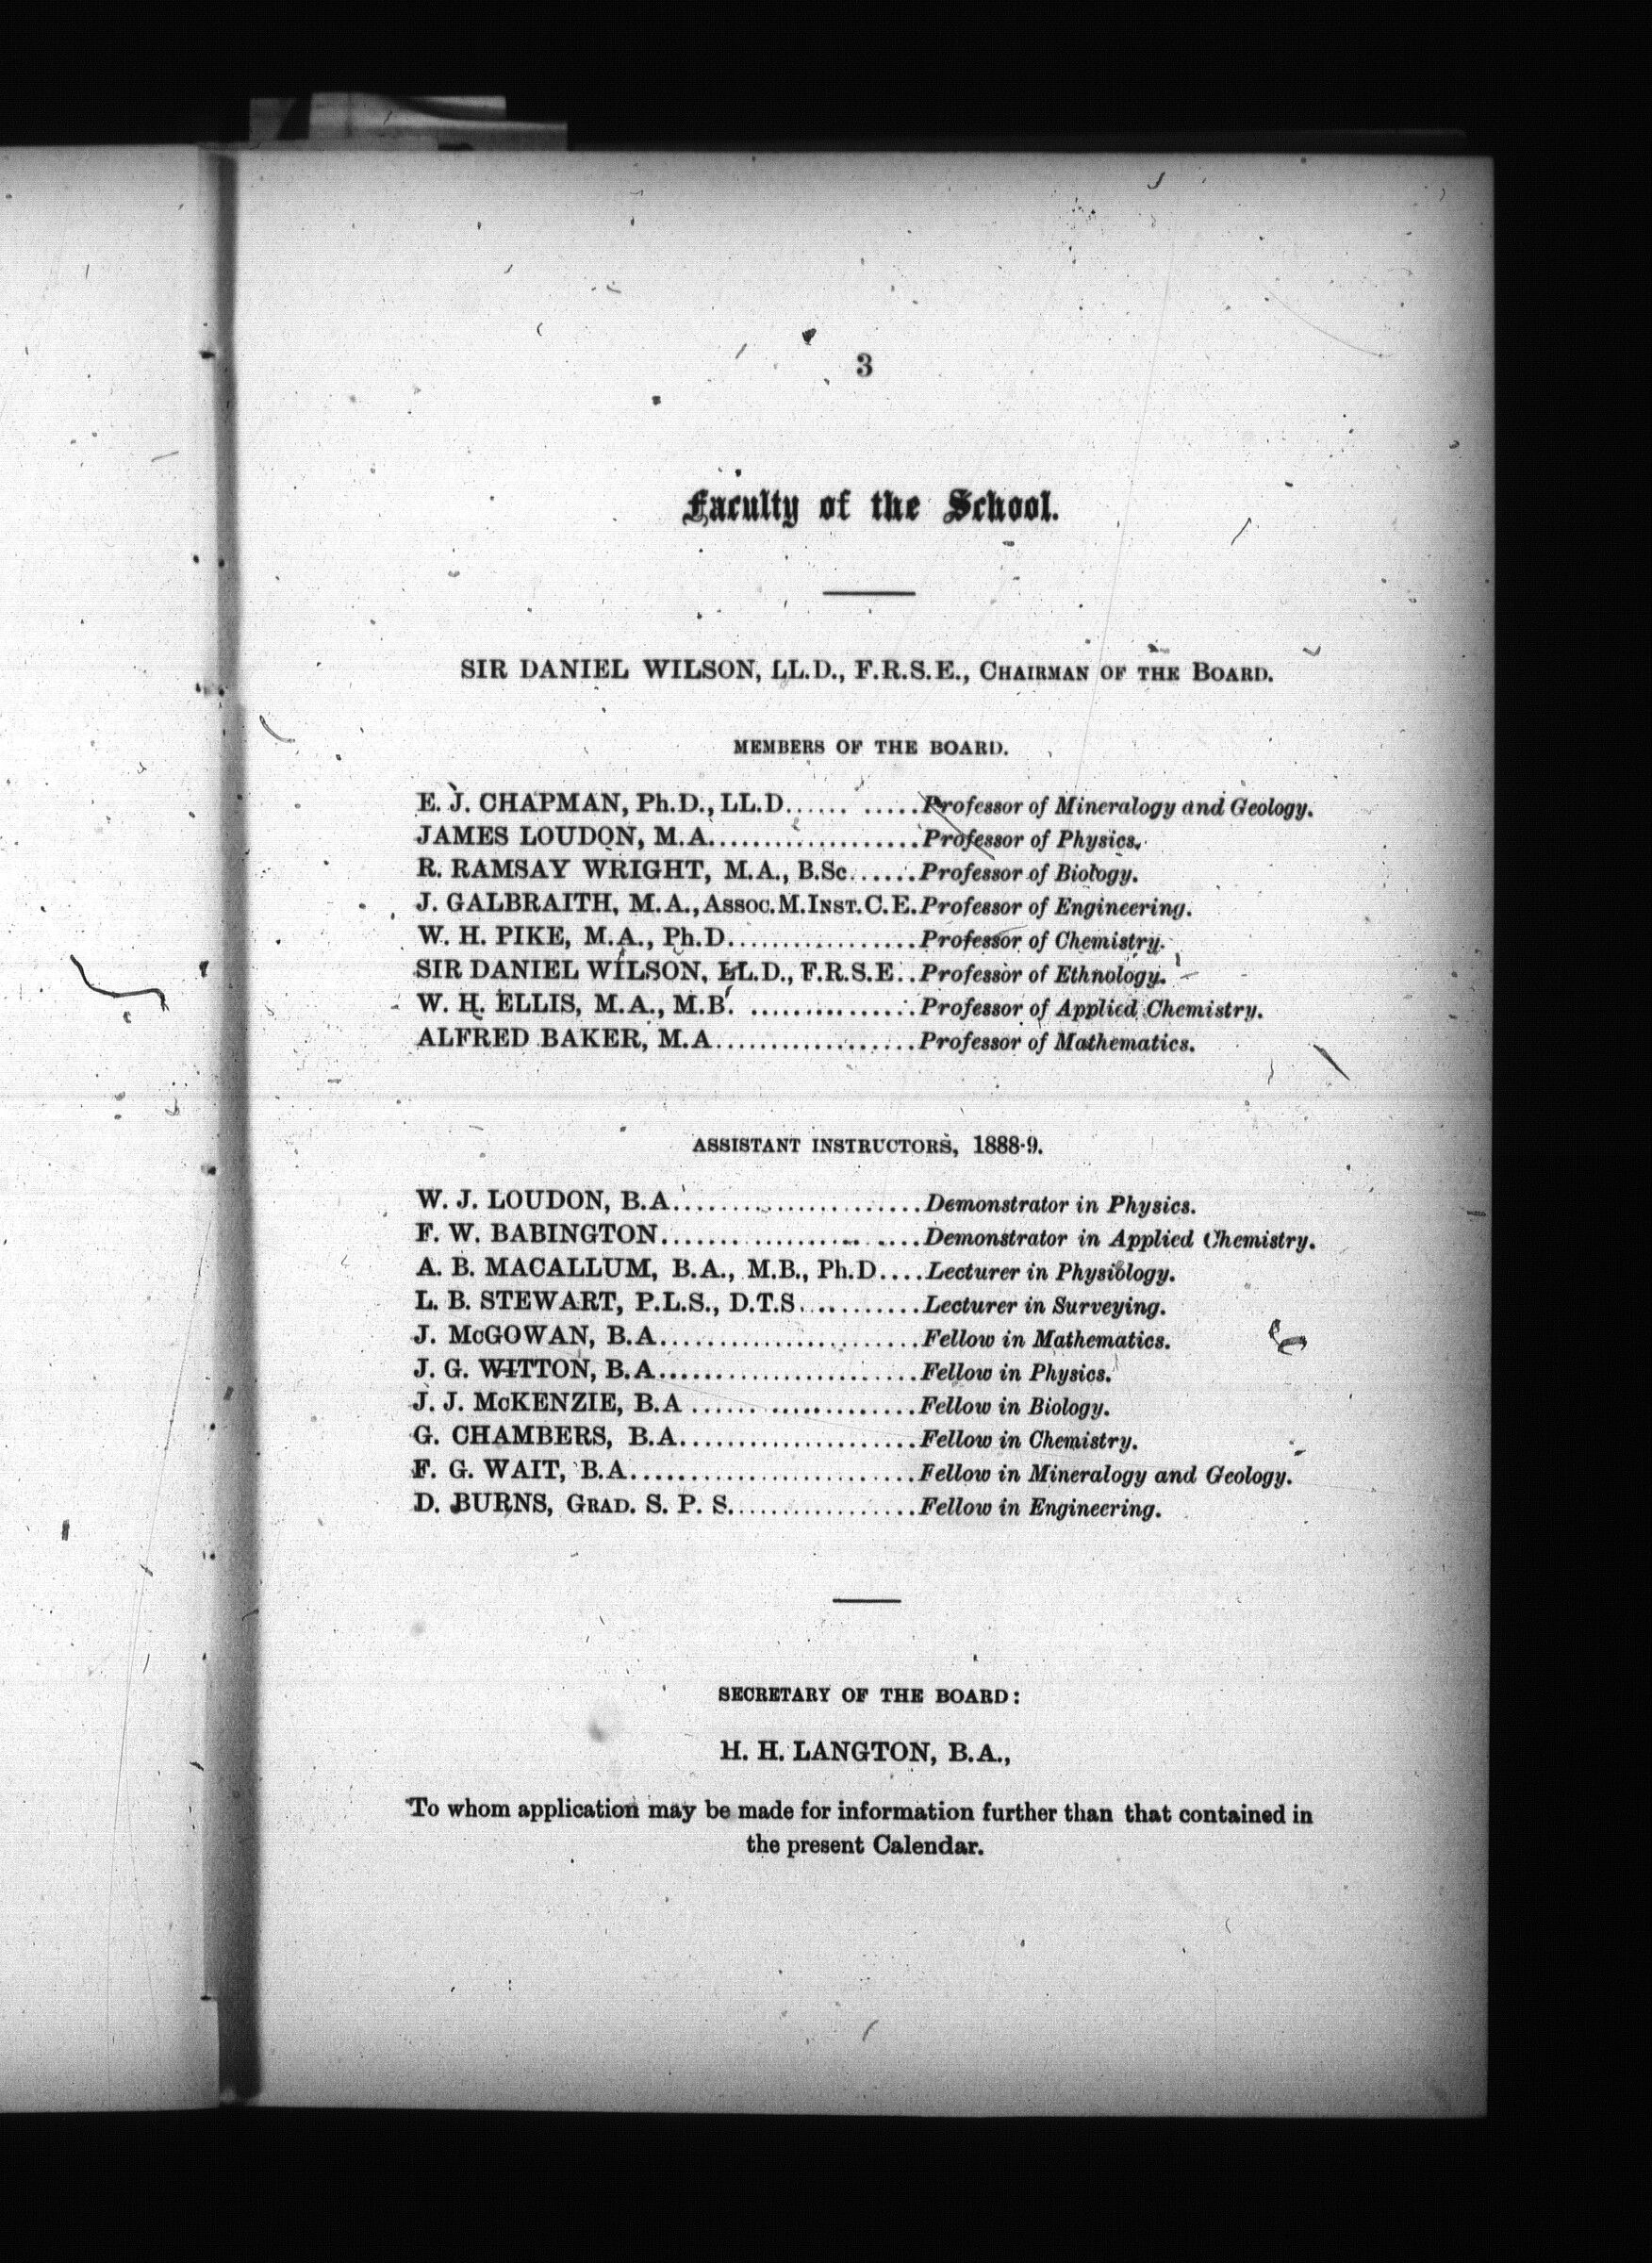 3
Faculty of the School.
SIR DANIEL WILSON, LL.D., F.R.S.E., CHAIRMAN OF THE BOARD.
MEMBERS OF THE BOARD.
E. J. CHAPMAN, Ph.D., LL.D...... .....Professor of Mineralogy and Geology.
JAMES LOUDON, M.A..................Professor of Physics.
R. RAMSAY WRIGHT, M.A., B.Sc......Professor of Biology.
J. GALBRAITH, M.A., ASSOC.M.INST.C.E.Professor of Engineering.
W. H. PIKE, M.A., Ph.D................Professor of Chemistry.
SIR DANIEL WILSON, LL.D., F.R.S.E..Professor of Ethnology.
W. H. ELLIS, M.A., M.B. ..............Professor of Applied Chemistry.
ALFRED BAKER, M.A.................Professor of Mathematics.
ASSISTANT INSTRUCTORS, 1888-9.
W. J. LOUDON, B.A.....................Demonstrator in Physics.
F. W. BABINGTON................. ....Demonstrator in Applied Chemistry.
A. B. MACALLUM, B.A., M.B., Ph.D....Lecturer in Physiology.
L. B. STEWART, P.L.S., D.T.S..........Lecturer in Surveying.
J. McGOWAN, B.A......................Fellow in Mathematics.
J. G. WITTON, B.A......................Fellow in Physics.
J. J. McKENZIE, B.A ...... .............Fellow in Biology.
G. CHAMBERS, B.A....................Fellow in Chemistry.
F. G. WAIT, B.A........................Fellow in Mineralogy and Geology.
D. BURNS, GRAD. S. P. S................Fellow in Engineering.
SECRETARY OF THE BOARD:
H. H. LANGTON, B.A.,
To whom application may be made for information further than that contained in
the present Calendar.